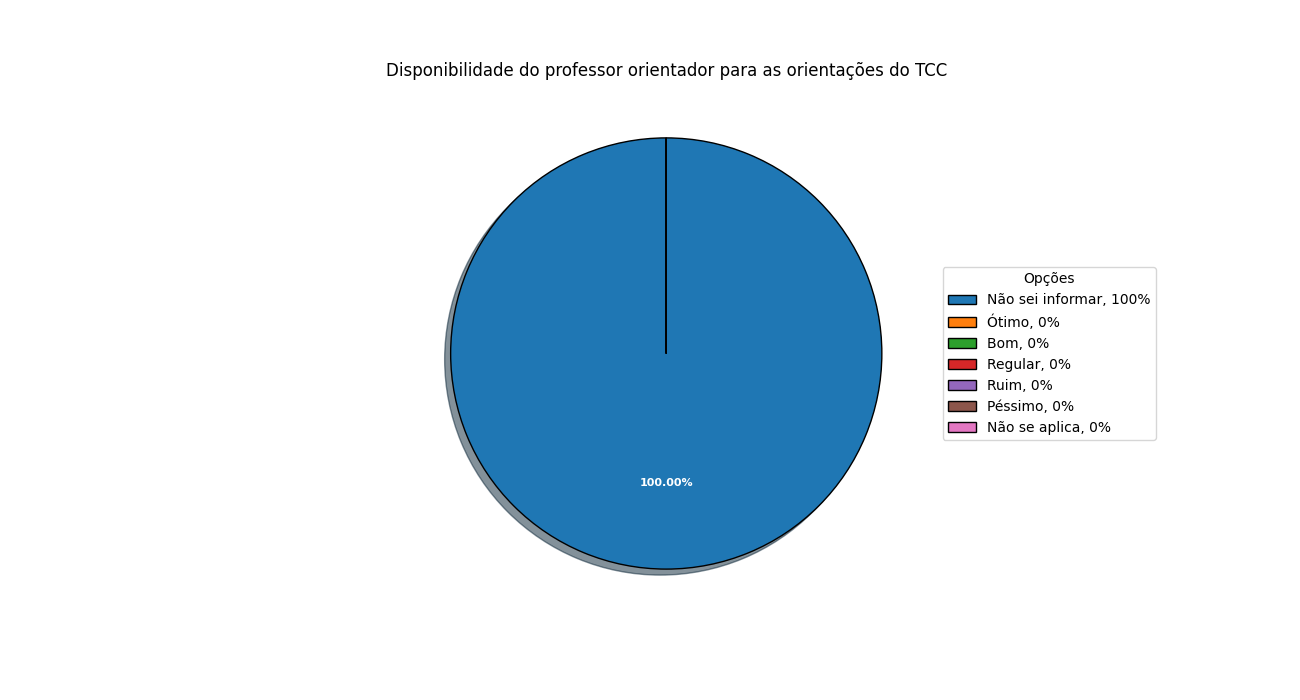 Disponibilidade do professor orientador para as orientações do TCC
Opções
Não sei informar, 100%
Ótimo, 0%
Bom, 0%
Regular, 0%
Ruim, 0%
Péssimo, 0%
Não se aplica, 0%
100.00%